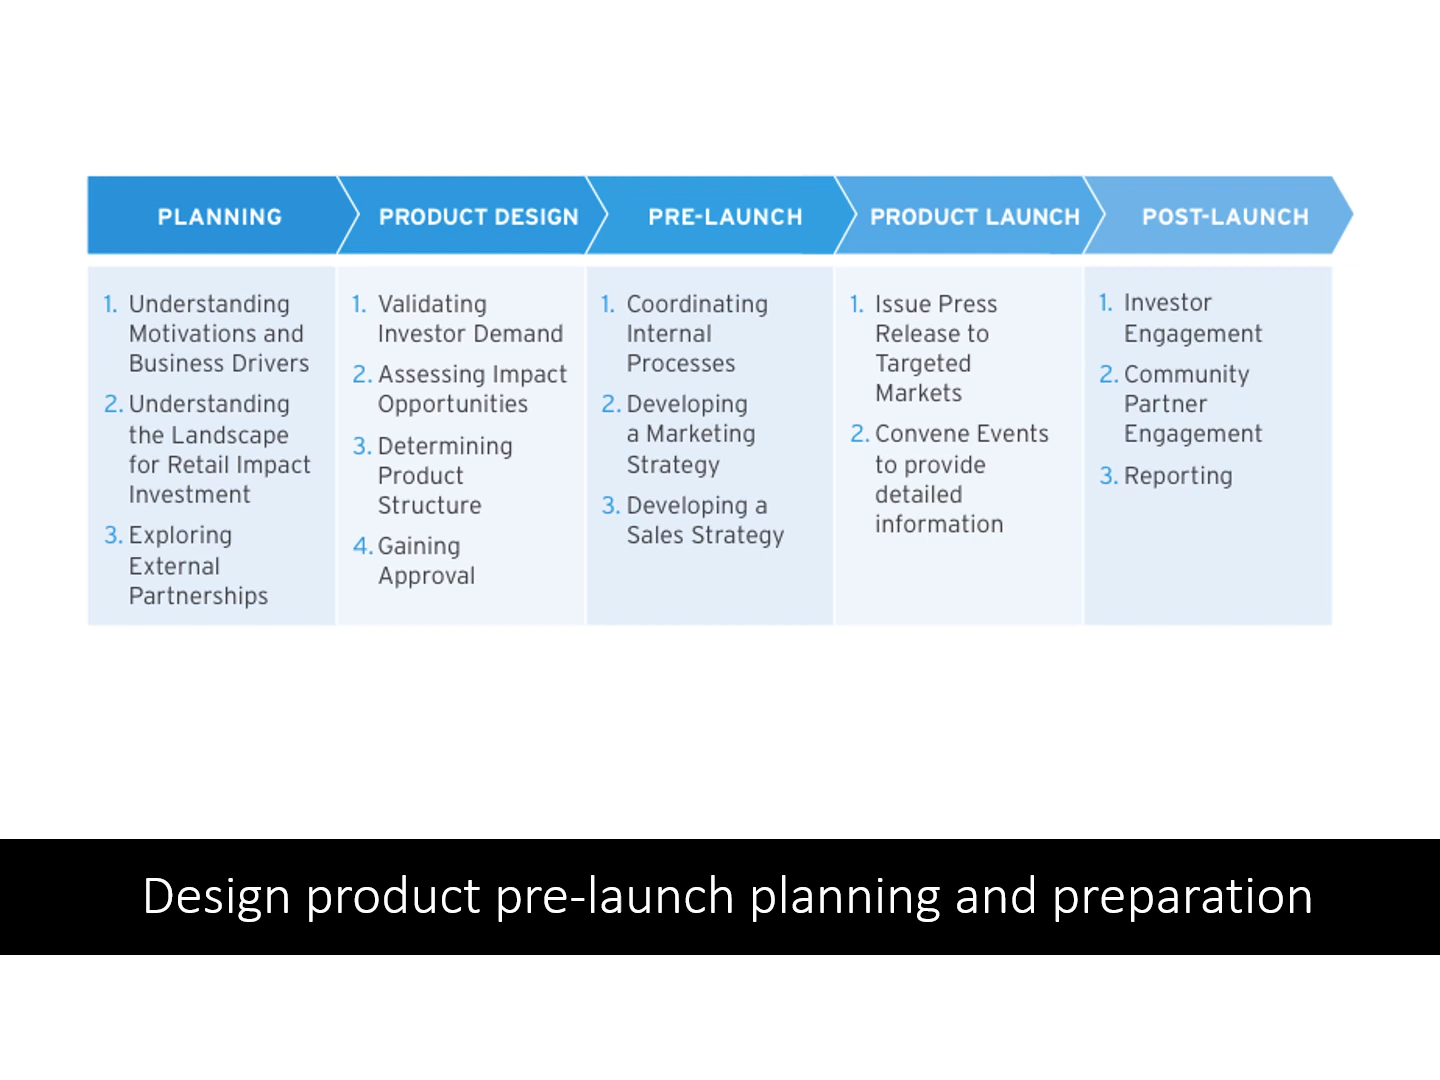 PLANNING
PRODUCT DESIGN
PRE-LAUNCH
PRODUCT LAUNCH
POST-LAUNCH
1. Understanding
Motivations and
Business Drivers
2. Understanding
the Landscape
for Retail Impact
Investment
3. Exploring
External
Partnerships
1. Validating
Investor Demand
2. Assessing Impact
Opportunities
3. Determining
Product
Structure
4. Gaining
Approval
1. Coordinating
Internal
Processes
2. Developing
a Marketing
Strategy
3. Developing a
Sales Strategy
1. Issue Press
Release to
Targeted
Markets
2. Convene Events
to provide
detailed
information
1. Investor
Engagement
2. Community
Partner
Engagement
3. Reporting
Design product pre-launch planning and preparation